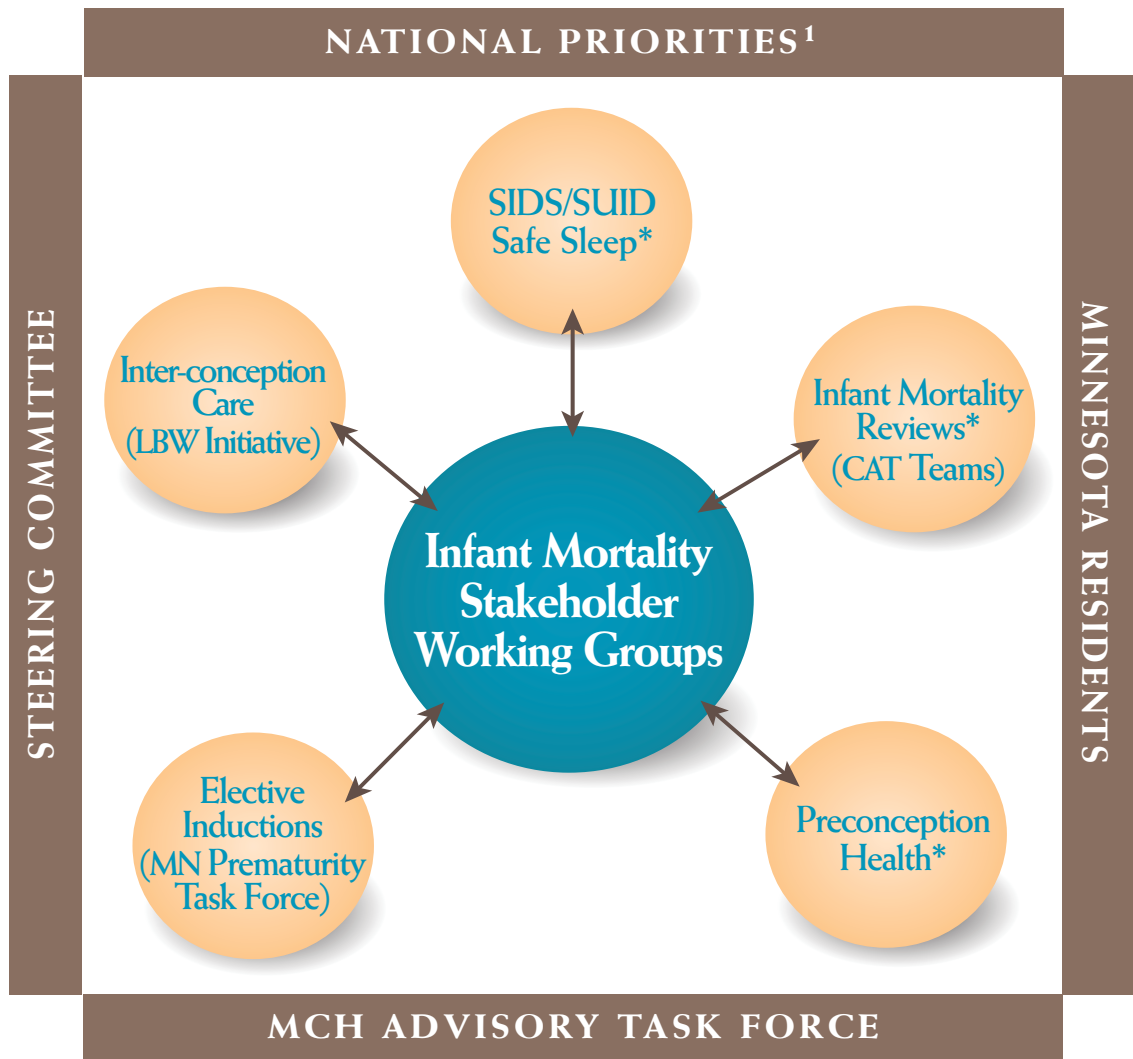 NATIONAL PRIORITIES¹
STEERING COMMITTEE
SIDS/SUID
Safe Sleep*
MINNESOTA RESIDENTS
Inter-conception
Care
(LBW Initiative)
Infant Mortality
Reviews*
(CAT Teams)
Infant Mortality
Stakeholder
Working Groups
Elective
Inductions
(MN Prematurity
Task Force)
Preconception
Health*
MCH ADVISORY TASK FORCE